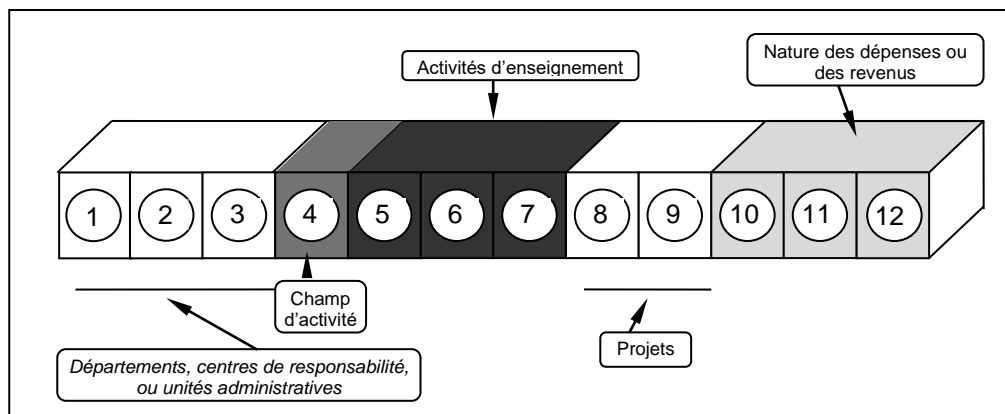 Activités d'enseignement
Nature des dépenses ou
des revenus
1 2 3 4 5 6 7 8 9 10 11 12
Champ
d'activité
Projets
Départements, centres de responsabilité,
ou unités administratives